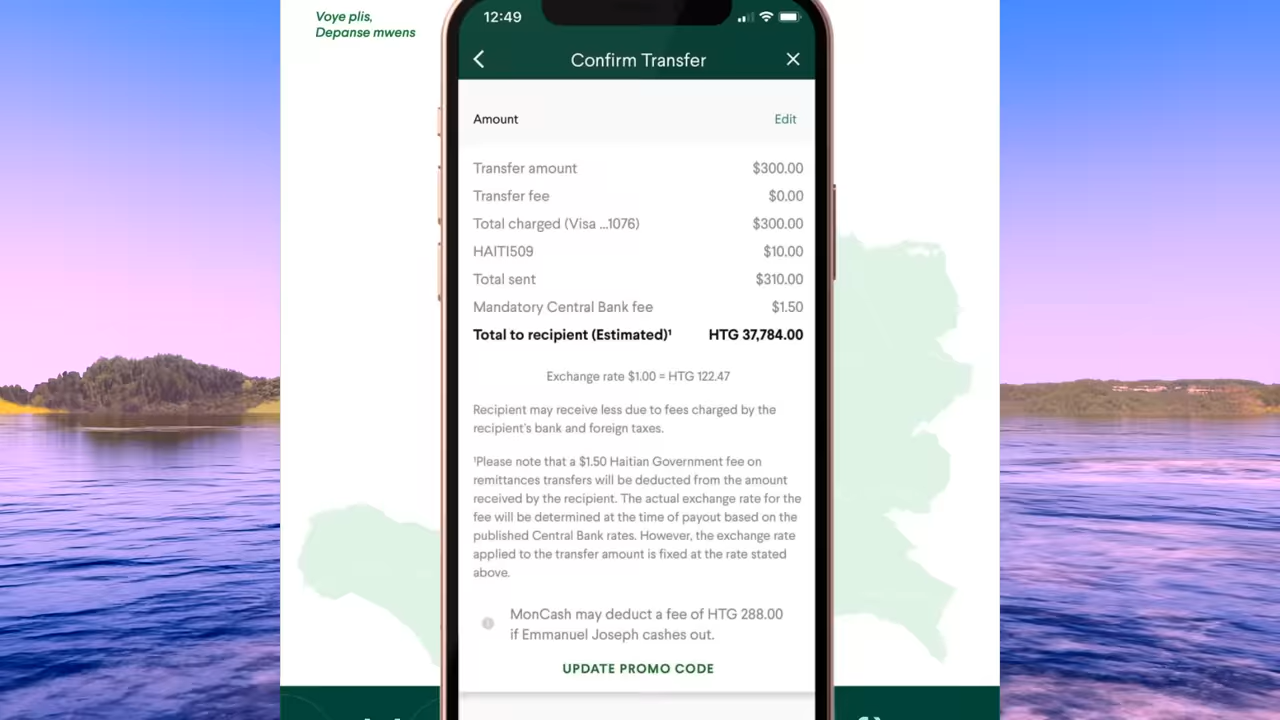 Voye plis,
Depanse mwens
12:49
Confirm Transfer
Amount Edit
Transfer amount $300.00
Transfer fee $0.00
Total charged (Visa ...1076) $300.00
HAITI509 $10.00
Total sent $310.00
Mandatory Central Bank fee $1.50
Total to recipient (Estimated)¹ HTG 37,784.00
Exchange rate $1.00 = HTG 122.47
Recipient may receive less due to fees charged by the
recipient's bank and foreign taxes.
¹Please note that a $1.50 Haitian Government fee on
remittances transfers will be deducted from the amount
received by the recipient. The actual exchange rate for the
fee will be determined at the time of payout based on the
published Central Bank rates. However, the exchange rate
applied to the transfer amount is fixed at the rate stated
above.
MonCash may deduct a fee of HTG 288.00
if Emmanuel Joseph cashes out.
UPDATE PROMO CODE